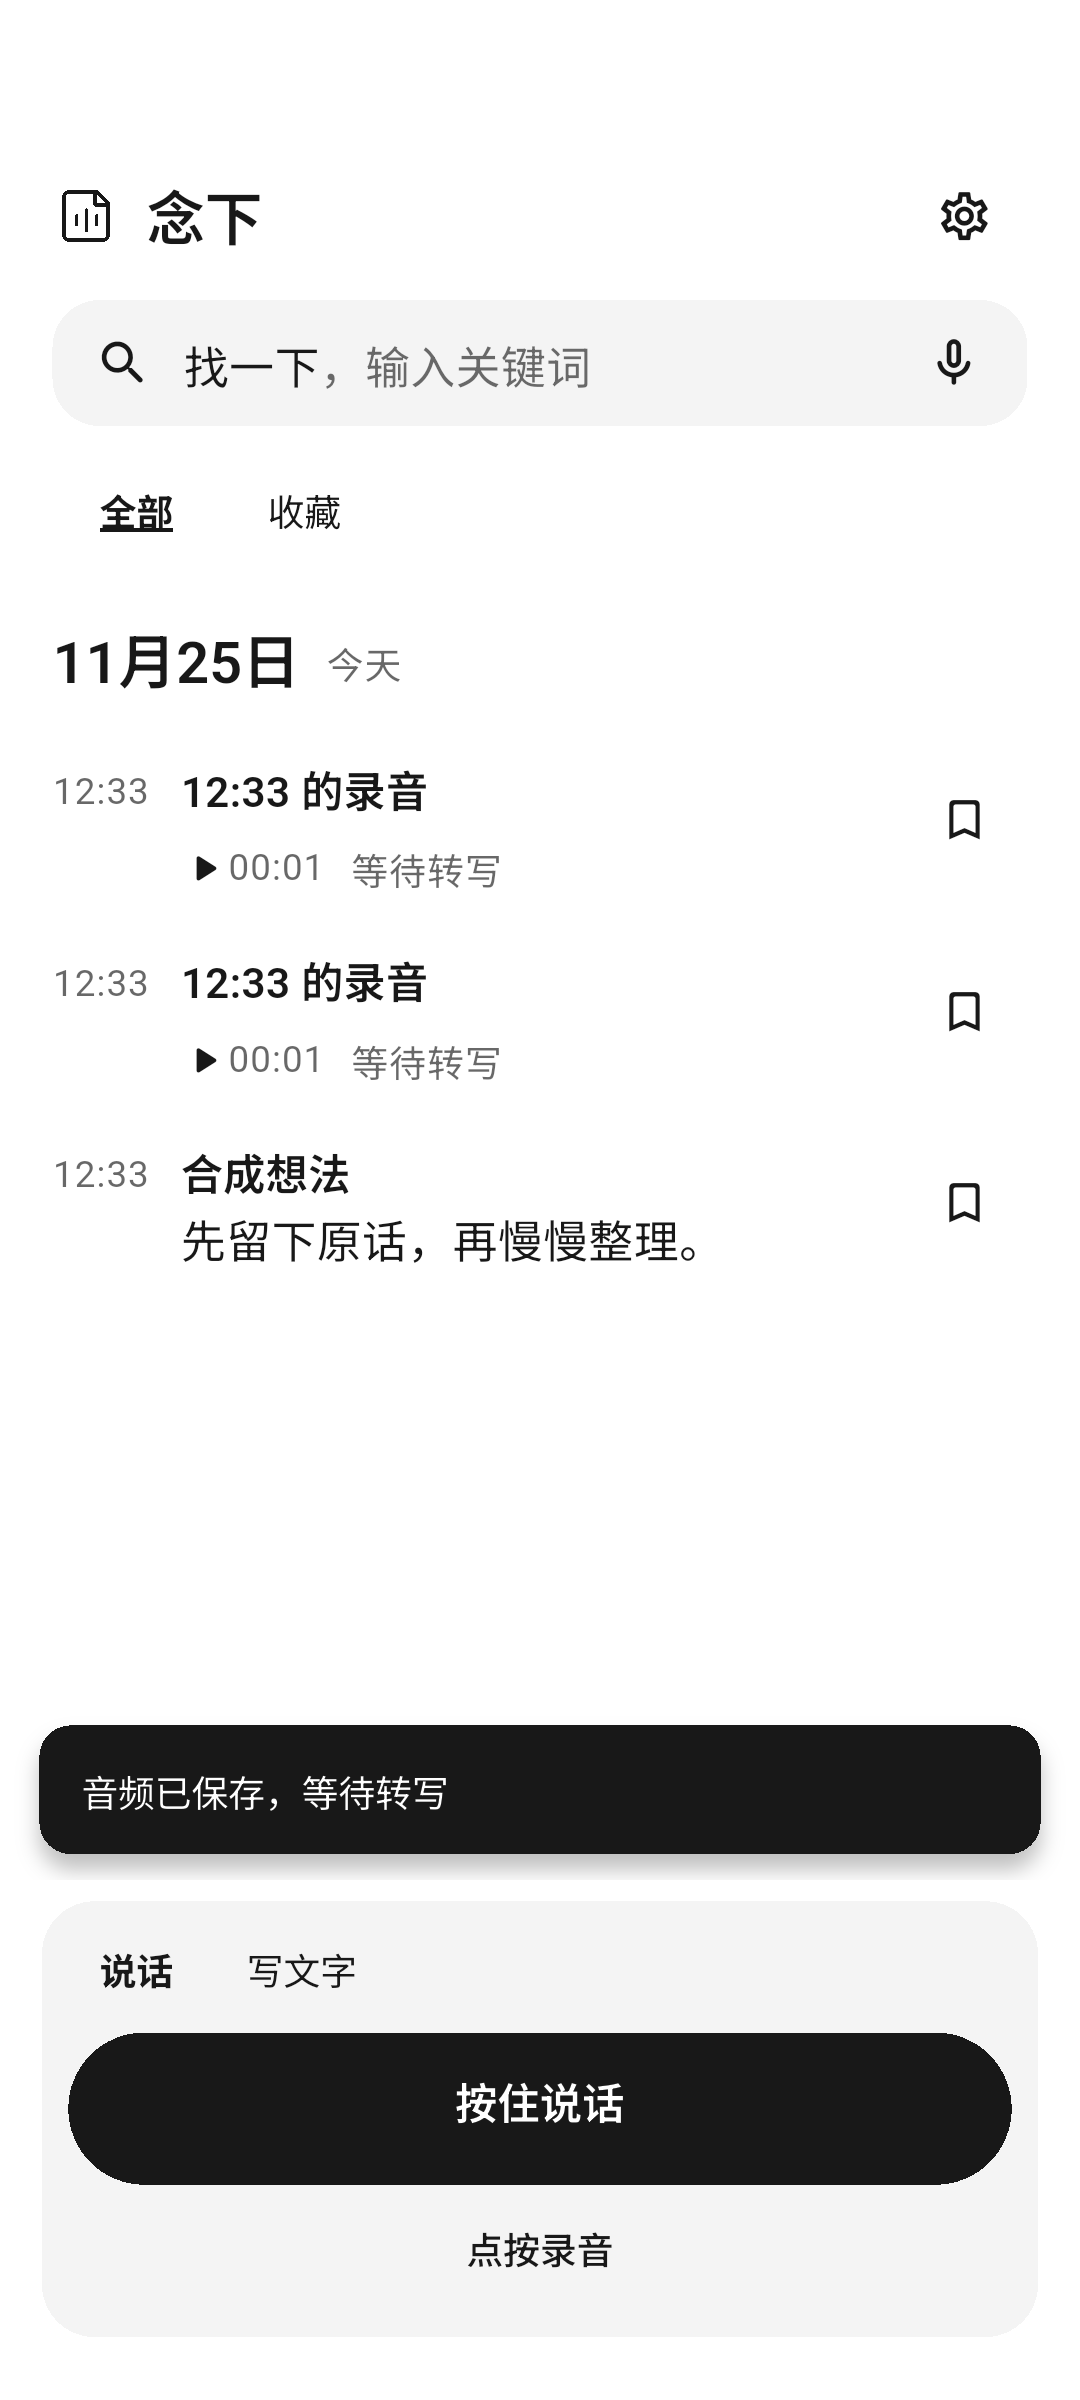 念下
找一下，输入关键词
全部 收藏
11月25日 今天
12:33 12:33 的录音
00:01 等待转写
12:33 12:33 的录音
00:01 等待转写
12:33 合成想法
先留下原话，再慢慢整理。
音频已保存，等待转写
说话 写文字
按住说话
点按录音